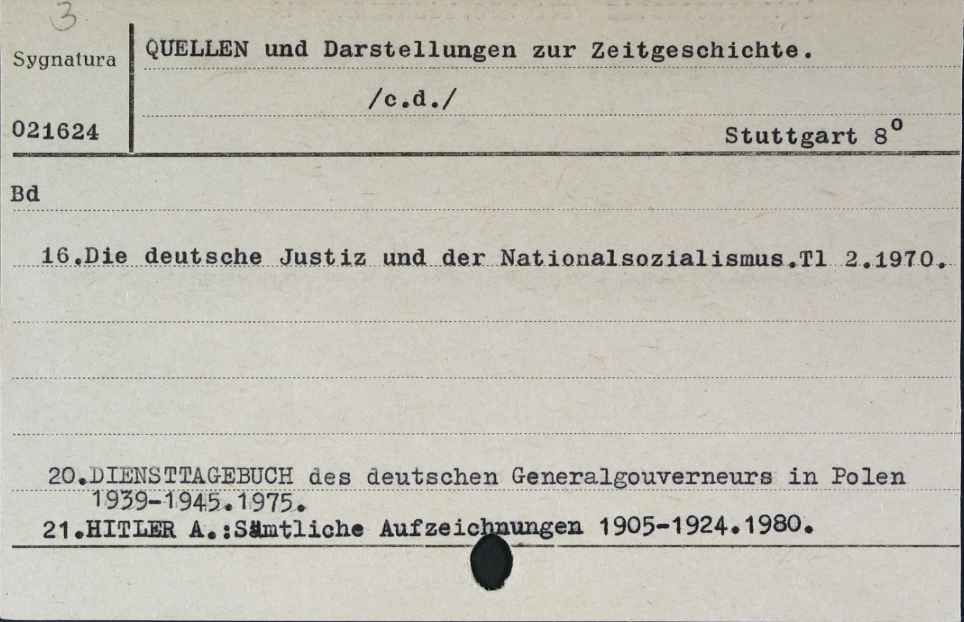 3
Sygnatura
QUELLEN und Darstellungen zur Zeitgeschichte.
/c.d./
021624
Stuttgart 8º
Bd
16.Die deutsche Justiz und der Nationalsozialismus.Tl 2.1970.
20.DIENSTTAGEBUCH des deutschen Generalgouverneurs in Polen
1939-1945.1975.
21.HITLER A.:Sämtliche Aufzeichnungen 1905-1924.1980.